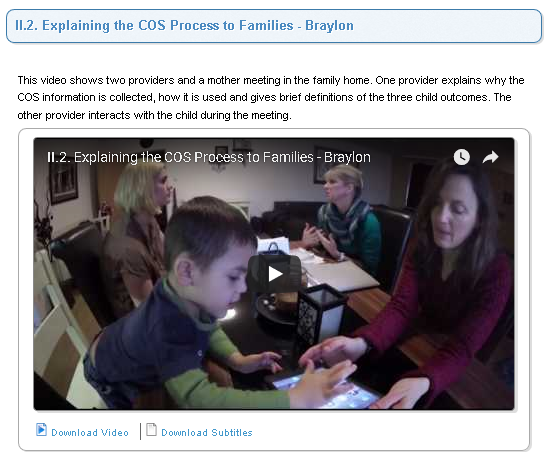 II.2. Explaining the COS Process to Families - Braylon
This video shows two providers and a mother meeting in the family home. One provider explains why the
COS information is collected, how it is used and gives brief definitions of the three child outcomes. The
other provider interacts with the child during the meeting.
II.2. Explaining the COS Process to Families - Braylon
Download Video
Download Subtitles